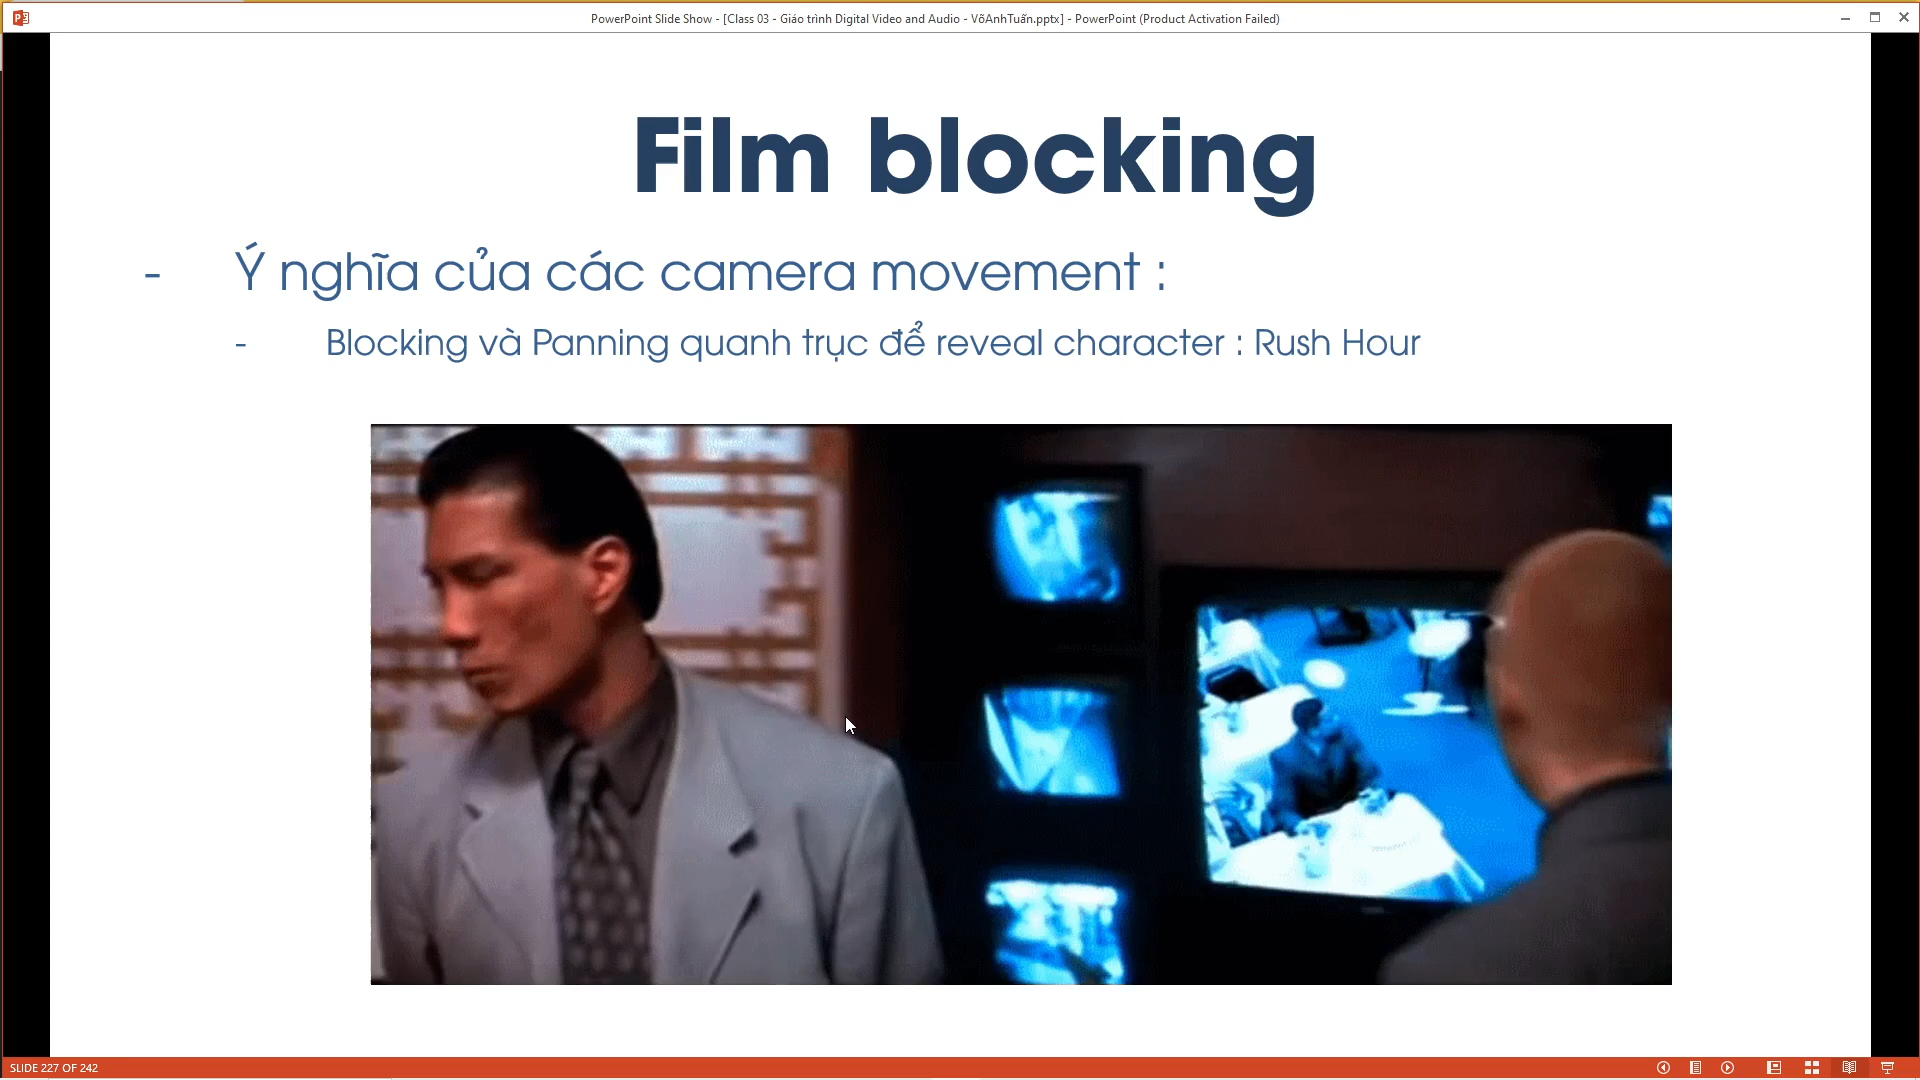 PowerPoint Slide Show - [Class 03 - Giáo trình Digital Video and Audio - VõAnhTuấn.pptx] - PowerPoint (Product Activation Failed)
Film blocking
- Ý nghĩa của các camera movement :
- Blocking và Panning quanh trục để reveal character : Rush Hour
SLIDE 227 OF 242